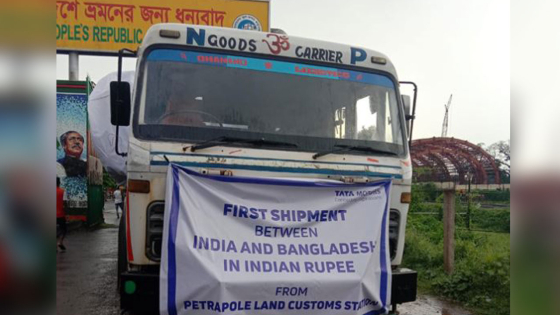 শে ভ্রমনের জন্য ধন্যবাদ
OPLE'S REPUBLIC
N GOODS ॐ CARRIER P
TATA MOTORS
FIRST SHIPMENT
BETWEEN
INDIA AND BANGLADESH
IN INDIAN RUPEE
FROM
PETRAPOLE LAND CUSTOMS STATION